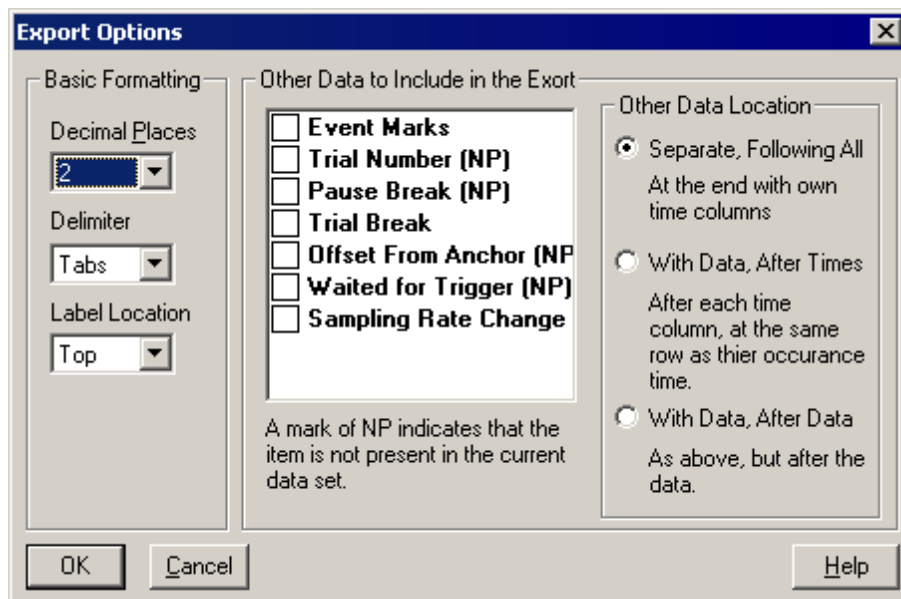 Export Options
Basic Formatting
Decimal Places
2
Delimiter
Tabs
Label Location
Top
Other Data to Include in the Exort
Event Marks
Trial Number (NP)
Pause Break (NP)
Trial Break
Offset From Anchor (NP
Waited for Trigger (NP)
Sampling Rate Change
A mark of NP indicates that the
item is not present in the current
data set.
Other Data Location
Separate, Following All
At the end with own
time columns
With Data, After Times
After each time
column, at the same
row as thier occurance
time.
With Data, After Data
As above, but after the
data.
OK
Cancel
Help